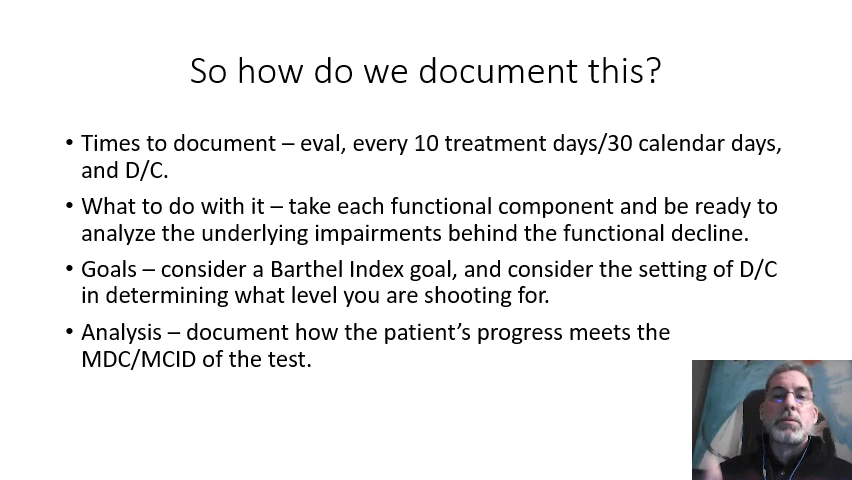 So how do we document this?
• Times to document – eval, every 10 treatment days/30 calendar days,
and D/C.
• What to do with it – take each functional component and be ready to
analyze the underlying impairments behind the functional decline.
• Goals – consider a Barthel Index goal, and consider the setting of D/C
in determining what level you are shooting for.
• Analysis – document how the patient’s progress meets the
MDC/MCID of the test.